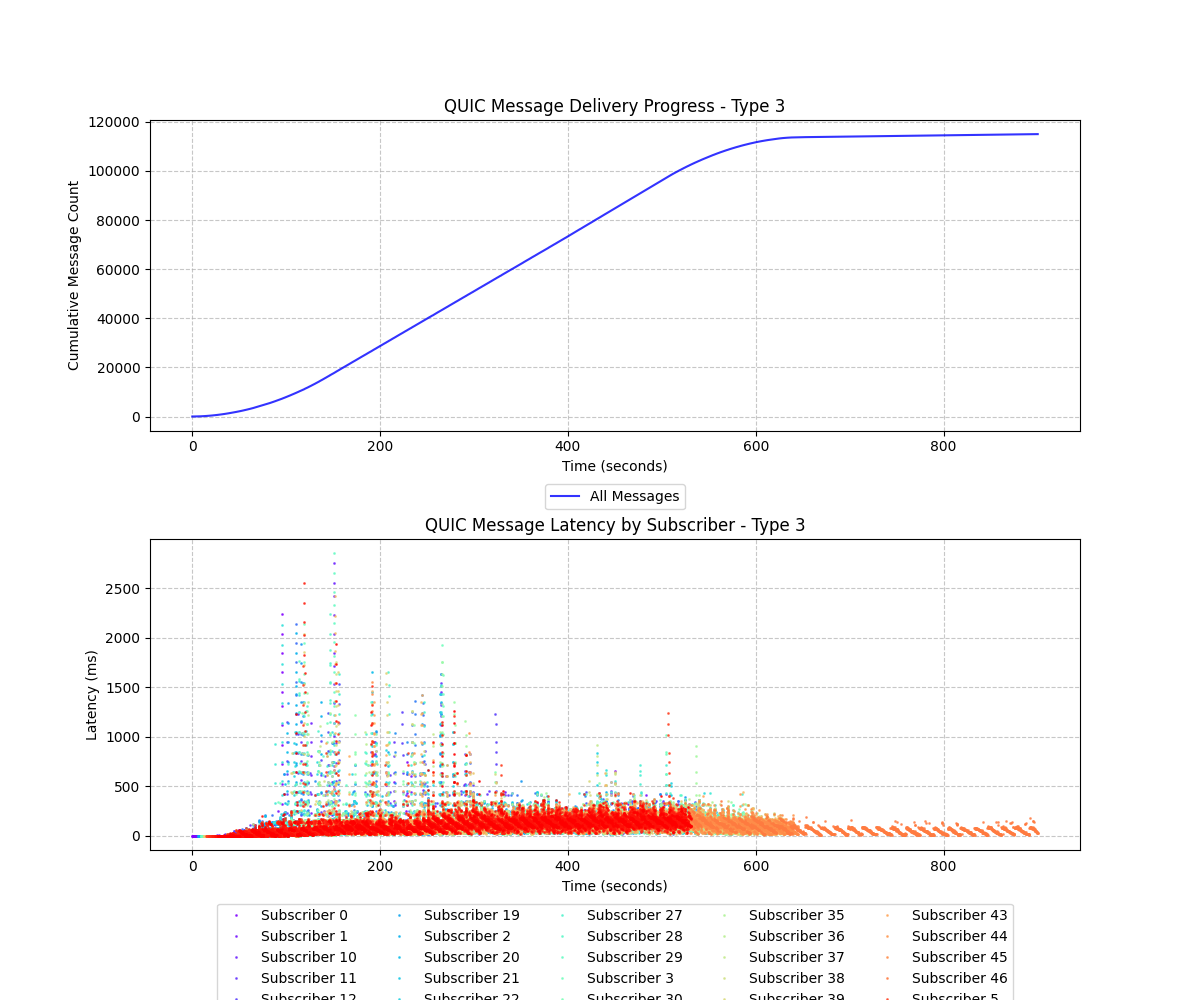 QUIC Message Delivery Progress - Type 3
120000
100000
80000
60000
40000
20000
0
Cumulative Message Count
0 200 400 600 800
Time (seconds)
All Messages
QUIC Message Latency by Subscriber - Type 3
2500
2000
1500
1000
500
0
Latency (ms)
0 200 400 600 800
Time (seconds)
Subscriber 0 Subscriber 19 Subscriber 27 Subscriber 35 Subscriber 43
Subscriber 1 Subscriber 2 Subscriber 28 Subscriber 36 Subscriber 44
Subscriber 10 Subscriber 20 Subscriber 29 Subscriber 37 Subscriber 45
Subscriber 11 Subscriber 21 Subscriber 3 Subscriber 38 Subscriber 46
Subscriber 12 Subscriber 22 Subscriber 30 Subscriber 39 Subscriber 5